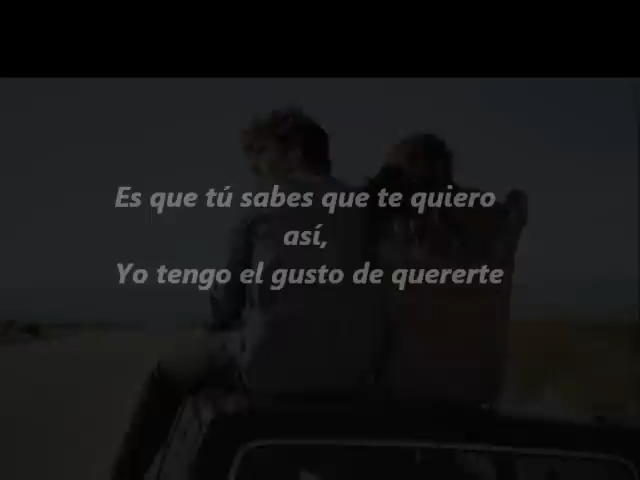 Es que tú sabes que te quiero
así,
Yo tengo el gusto de quererte